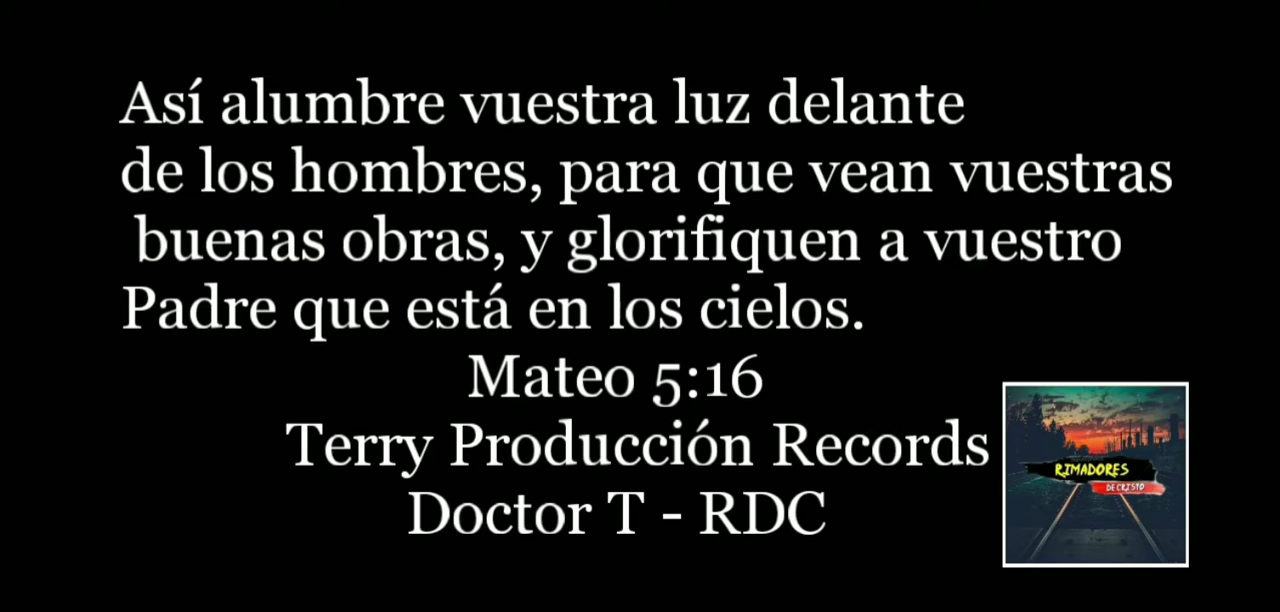 Así alumbre vuestra luz delante
de los hombres, para que vean vuestras
buenas obras, y glorifiquen a vuestro
Padre que está en los cielos.
Mateo 5:16
Terry Producción Records
Doctor T - RDC
RIMADORES
DE CRISTO